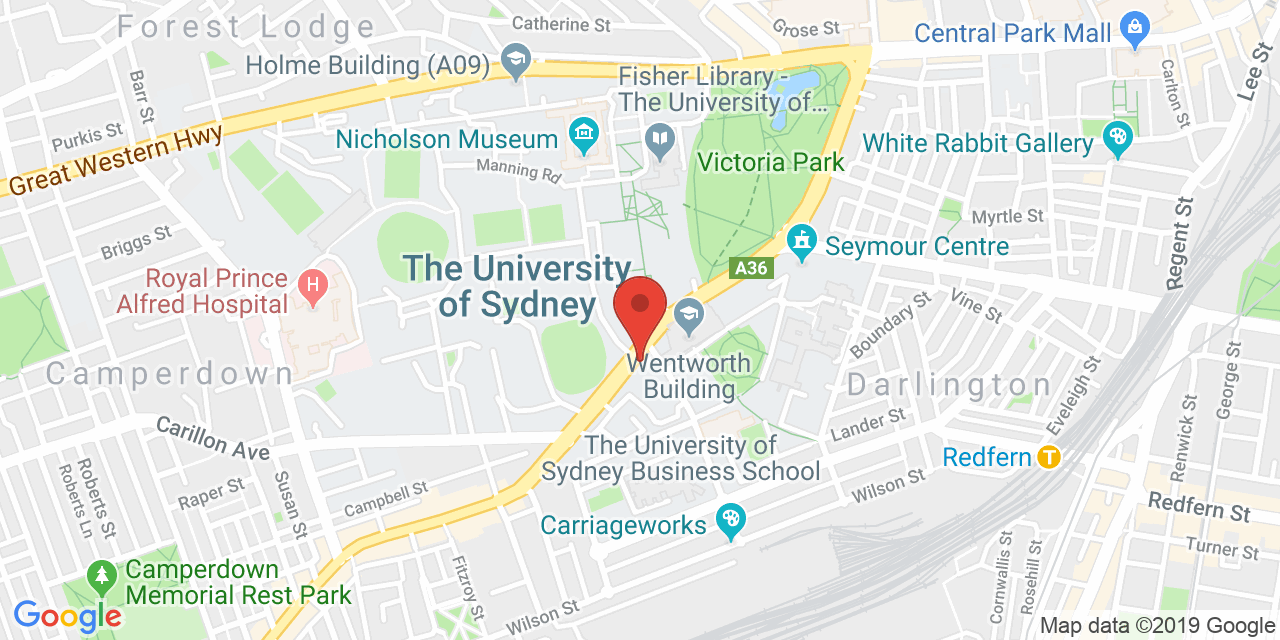 Forest Lodge
Catherine St
Grose St
Central Park Mall
Lee St
Holme Building (A09)
Barr St
Fisher Library -
The University of...
Carlton St
Purkis St
Great Western Hwy
Nicholson Museum
Manning Rd
Victoria Park
White Rabbit Gallery
Myrtle St
Regent St
Briggs St
Seymour Centre
A36
The University
of Sydney
Royal Prince
Alfred Hospital
H
Vine St
Boundary St
Camperdown
Wentworth
Building
Darlington
George St
Eveleigh St
Renwick St
Carillon Ave
Lander St
The University of
Sydney Business School
Redfern
T
Roberts St
Roberts Ln
Raper St
Susan St
Campbell St
Wilson St
Redfern St
Carriageworks
Turner St
Camperdown
Memorial Rest Park
Fitzroy St
Wilson St
Cornwallis St
Rosehill St
Google
Map data ©2019 Google